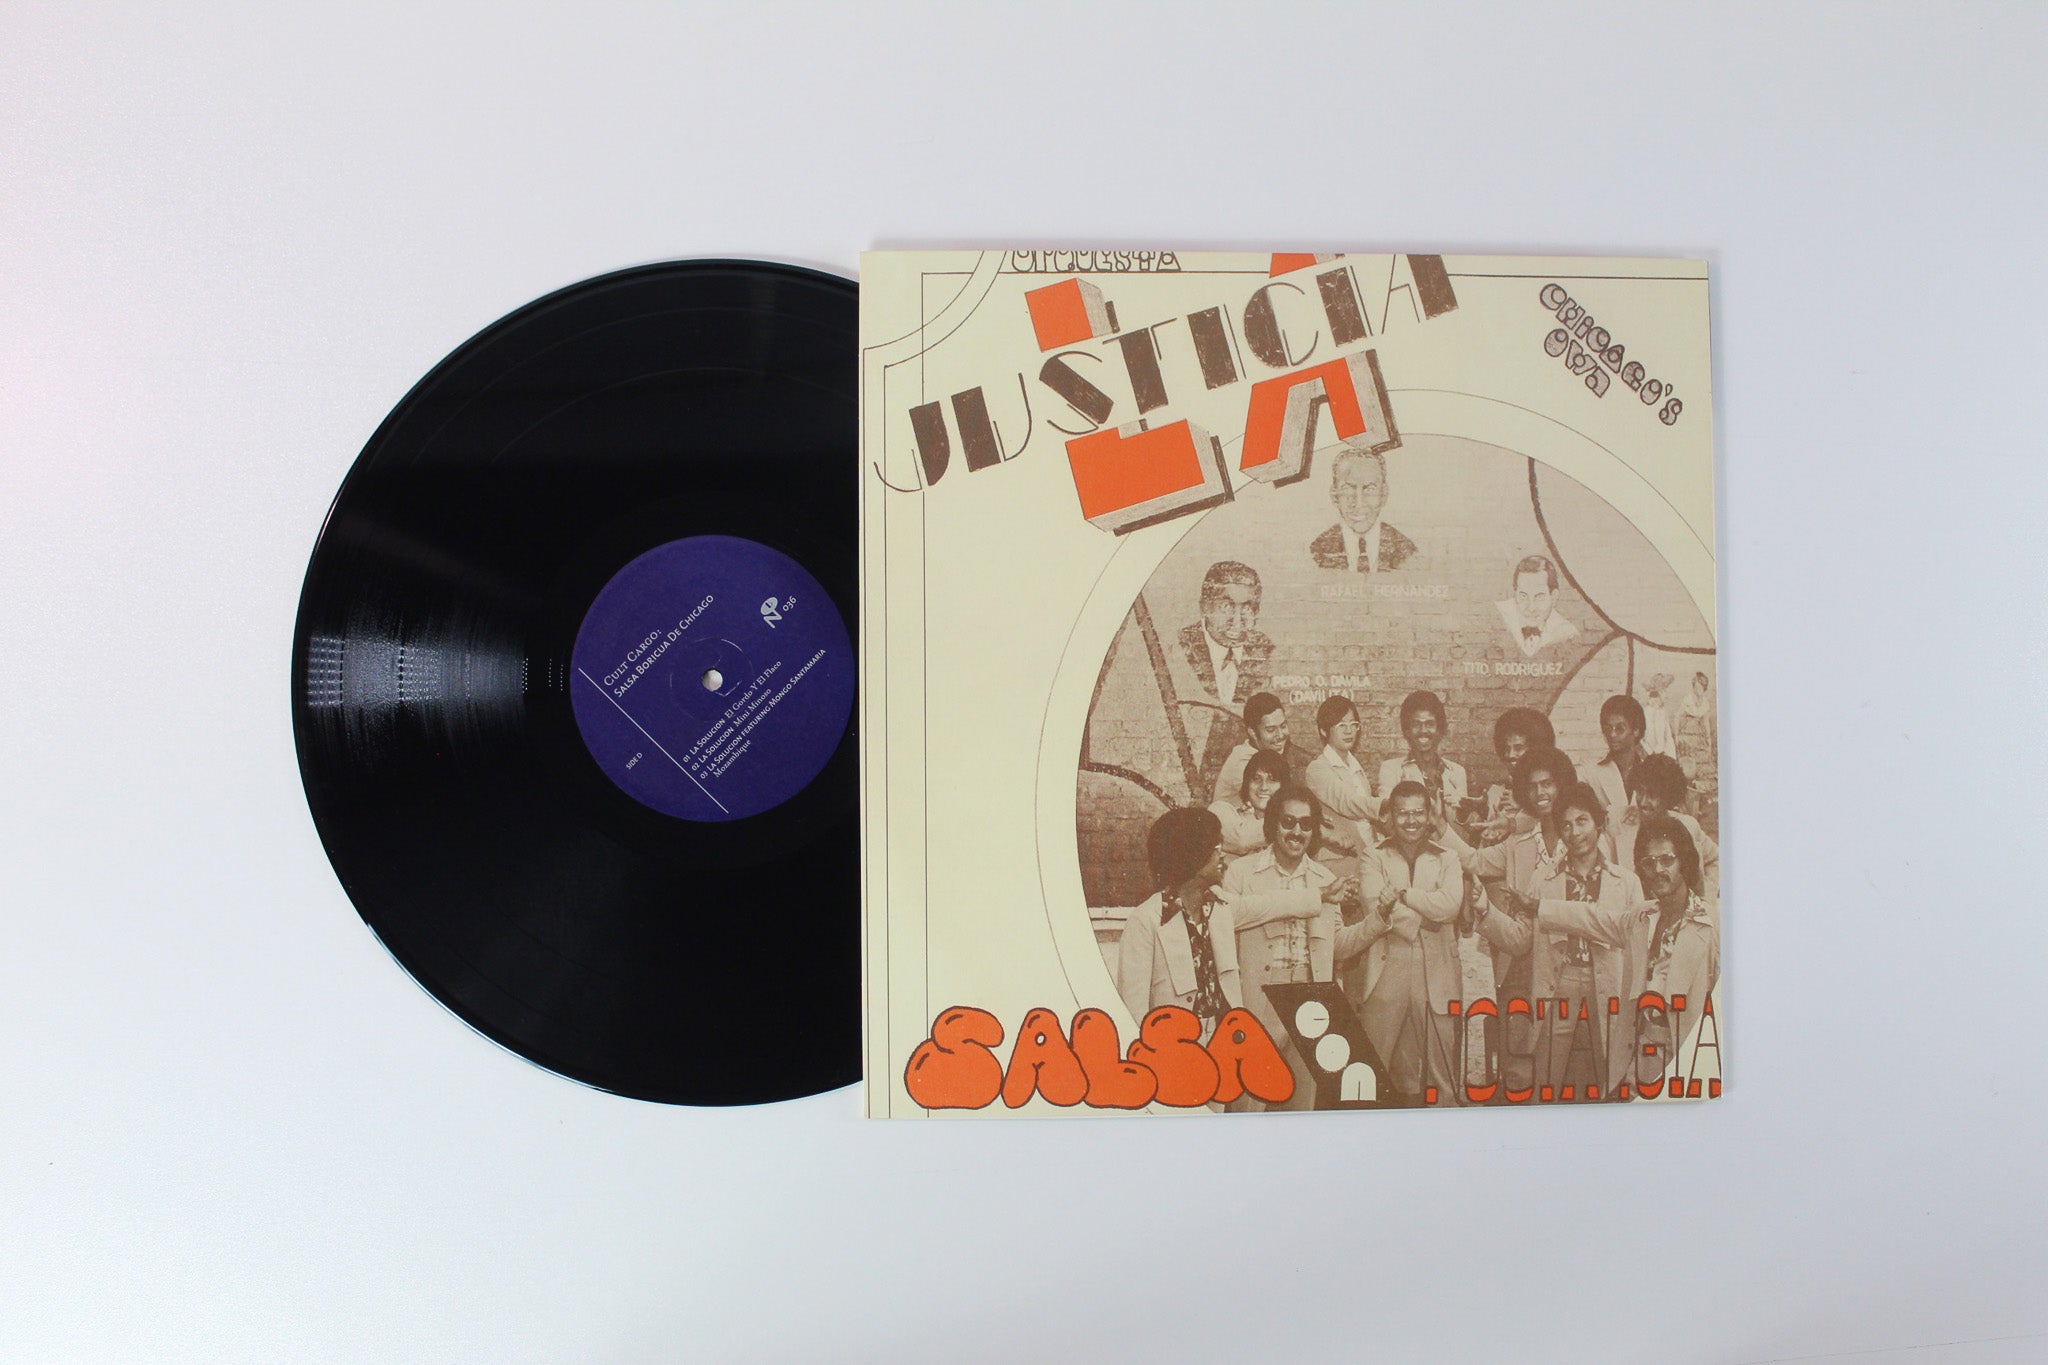 CULT CARGO:
SALSA BORICUA DE CHICAGO
036
SIDE D
01 LA SOLUCION El Gordo Y El Flaco
02 LA SOLUCION Mini Minoso
03 LA SOLUCION FEATURING MONGO SANTAMARIA
Mozambique
ORQUESTA
JUSTICIA
LA
CHiCAGO'S
OWN
RAFAEL HERNANDEZ
TITO RODRIGUEZ
PEDRO O. DAVILA
(DAVILITA)
SALSA con NOSTALGIA